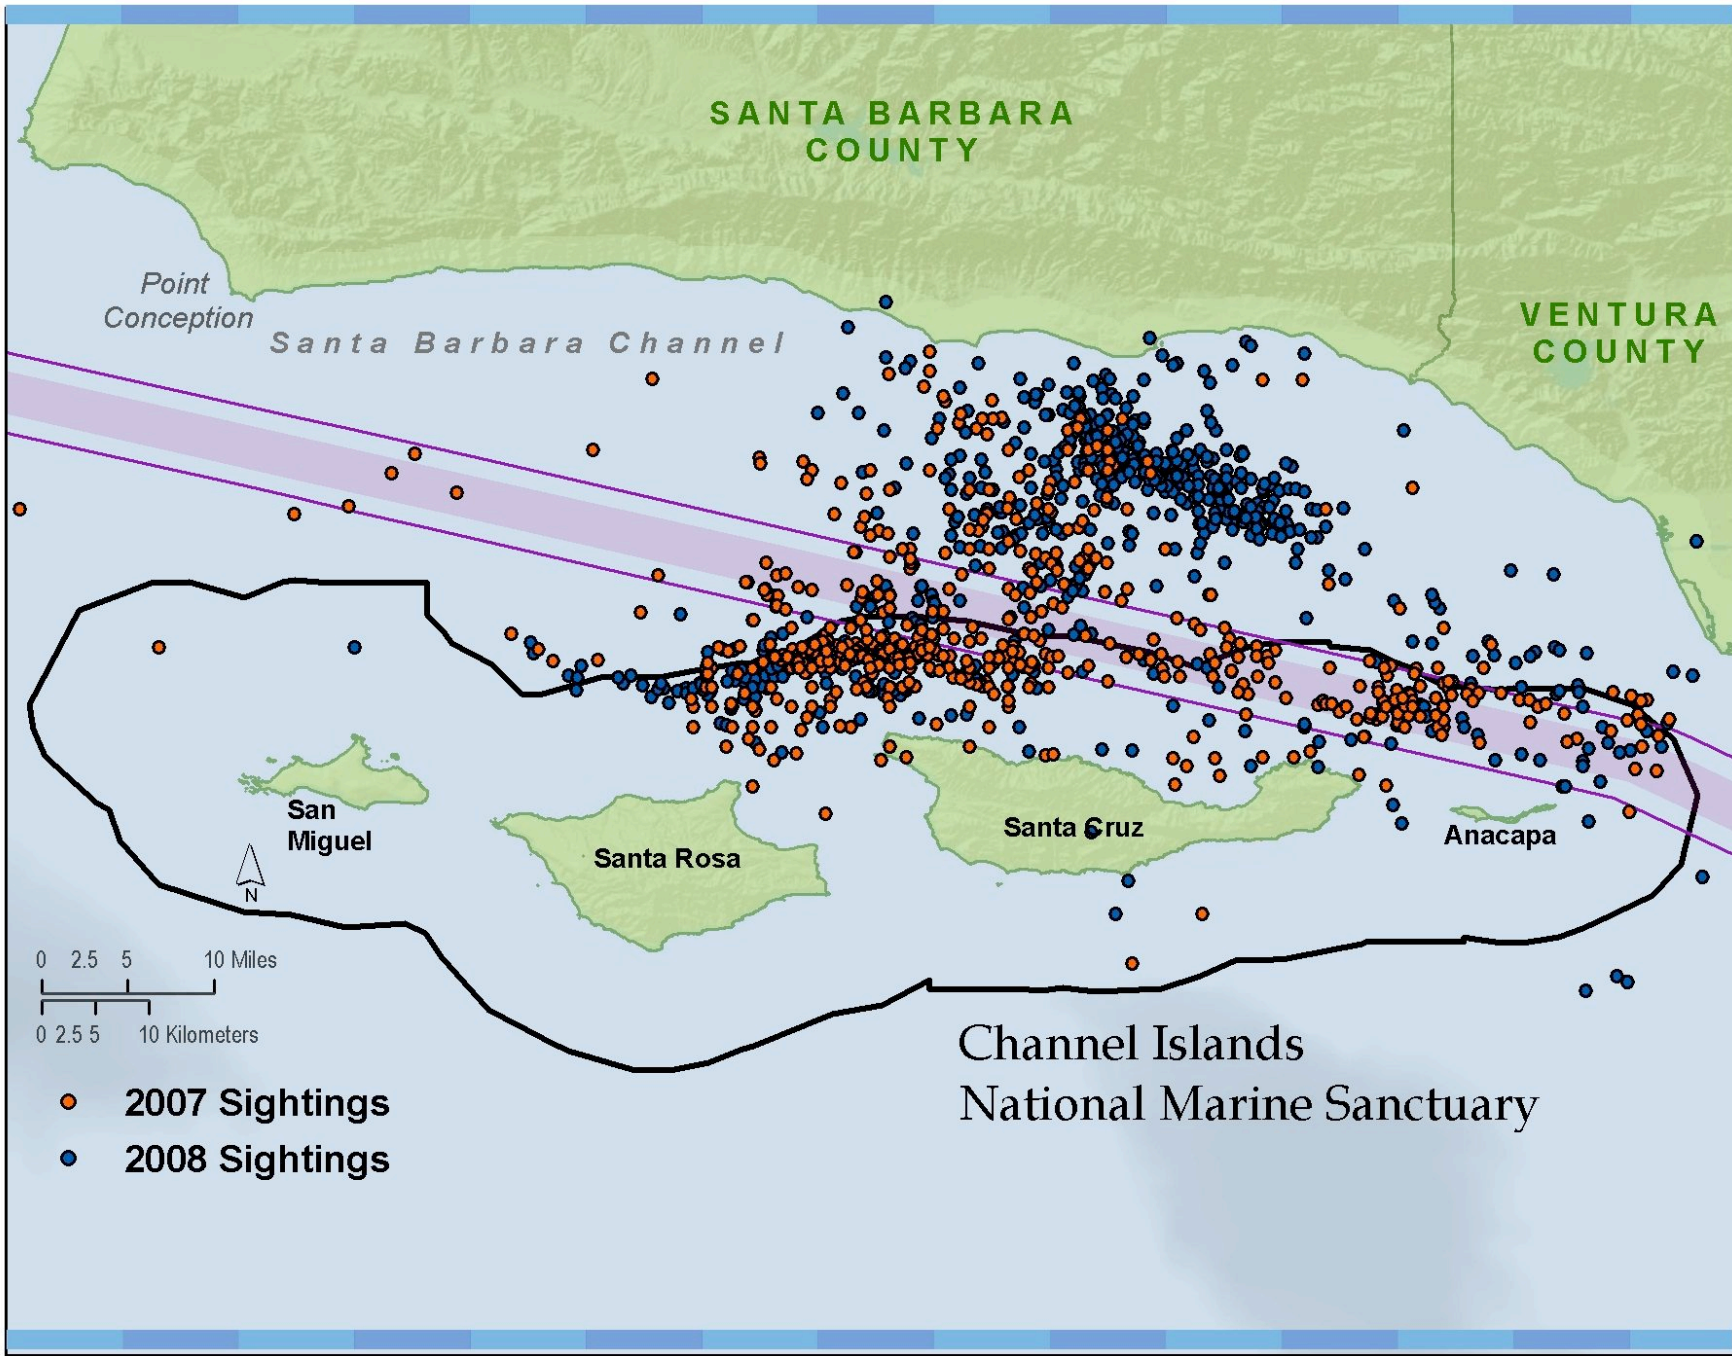 SANTA BARBARA
COUNTY
Point
Conception
Santa Barbara Channel
VENTURA
COUNTY
San
Miguel
Santa Rosa
Santa Cruz
Anacapa
N
0 2.5 5 10 Miles
0 2.5 5 10 Kilometers
Channel Islands
National Marine Sanctuary
2007 Sightings
2008 Sightings